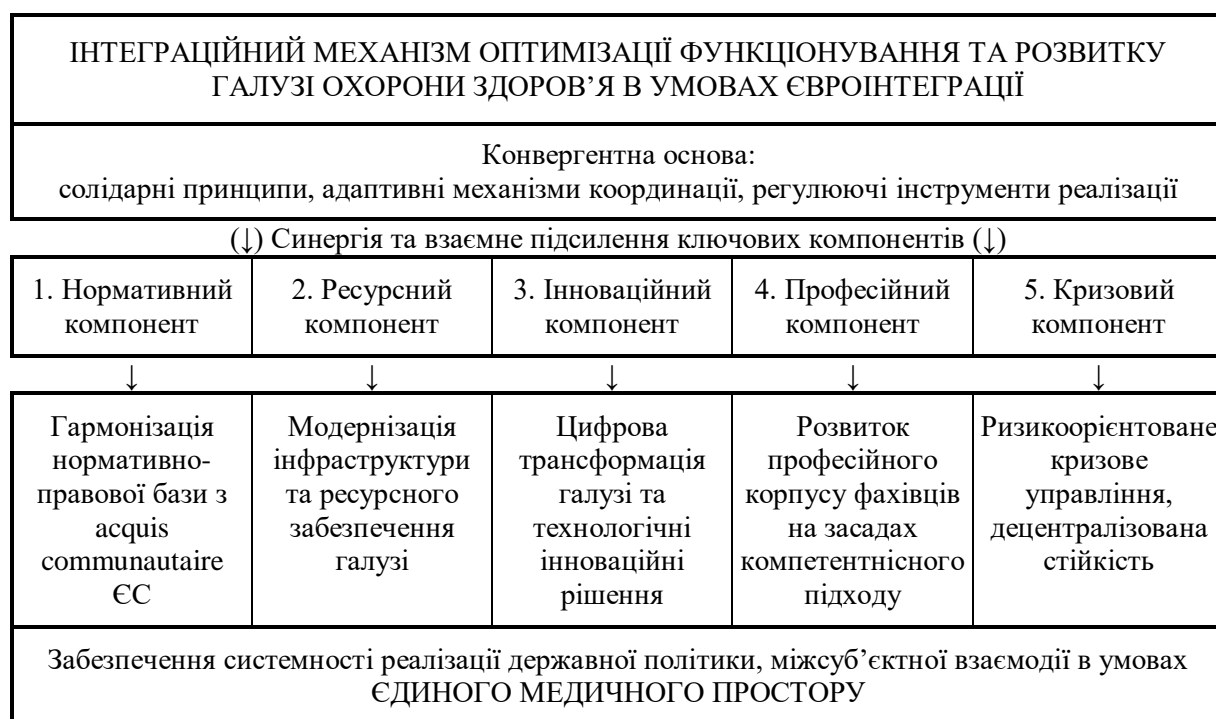 ІНТЕГРАЦІЙНИЙ МЕХАНІЗМ ОПТИМІЗАЦІЇ ФУНКЦІОНУВАННЯ ТА РОЗВИТКУ
ГАЛУЗІ ОХОРОНИ ЗДОРОВ’Я В УМОВАХ ЄВРОІНТЕГРАЦІЇ
Конвергентна основа:
солідарні принципи, адаптивні механізми координації, регулюючі інструменти реалізації
(↓) Синергія та взаємне підсилення ключових компонентів (↓)
1. Нормативний
компонент
2. Ресурсний
компонент
3. Інноваційний
компонент
4. Професійний
компонент
5. Кризовий
компонент
↓ ↓ ↓ ↓ ↓
Гармонізація
нормативно-
правової бази з
acquis
communautaire
ЄС
Модернізація
інфраструктури
та ресурсного
забезпечення
галузі
Цифрова
трансформація
галузі та
технологічні
інноваційні
рішення
Розвиток
професійного
корпусу фахівців
на засадах
компетентнісного
підходу
Ризикоорієнтоване
кризове
управління,
децентралізована
стійкість
Забезпечення системності реалізації державної політики, міжсуб’єктної взаємодії в умовах
ЄДИНОГО МЕДИЧНОГО ПРОСТОРУ